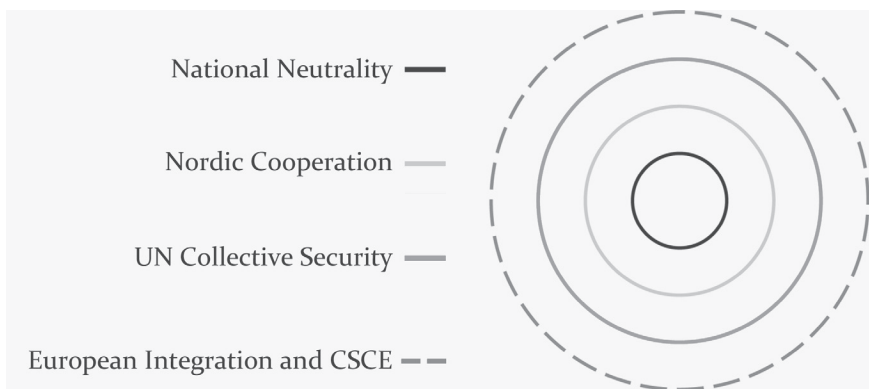 National Neutrality
Nordic Cooperation
UN Collective Security
European Integration and CSCE